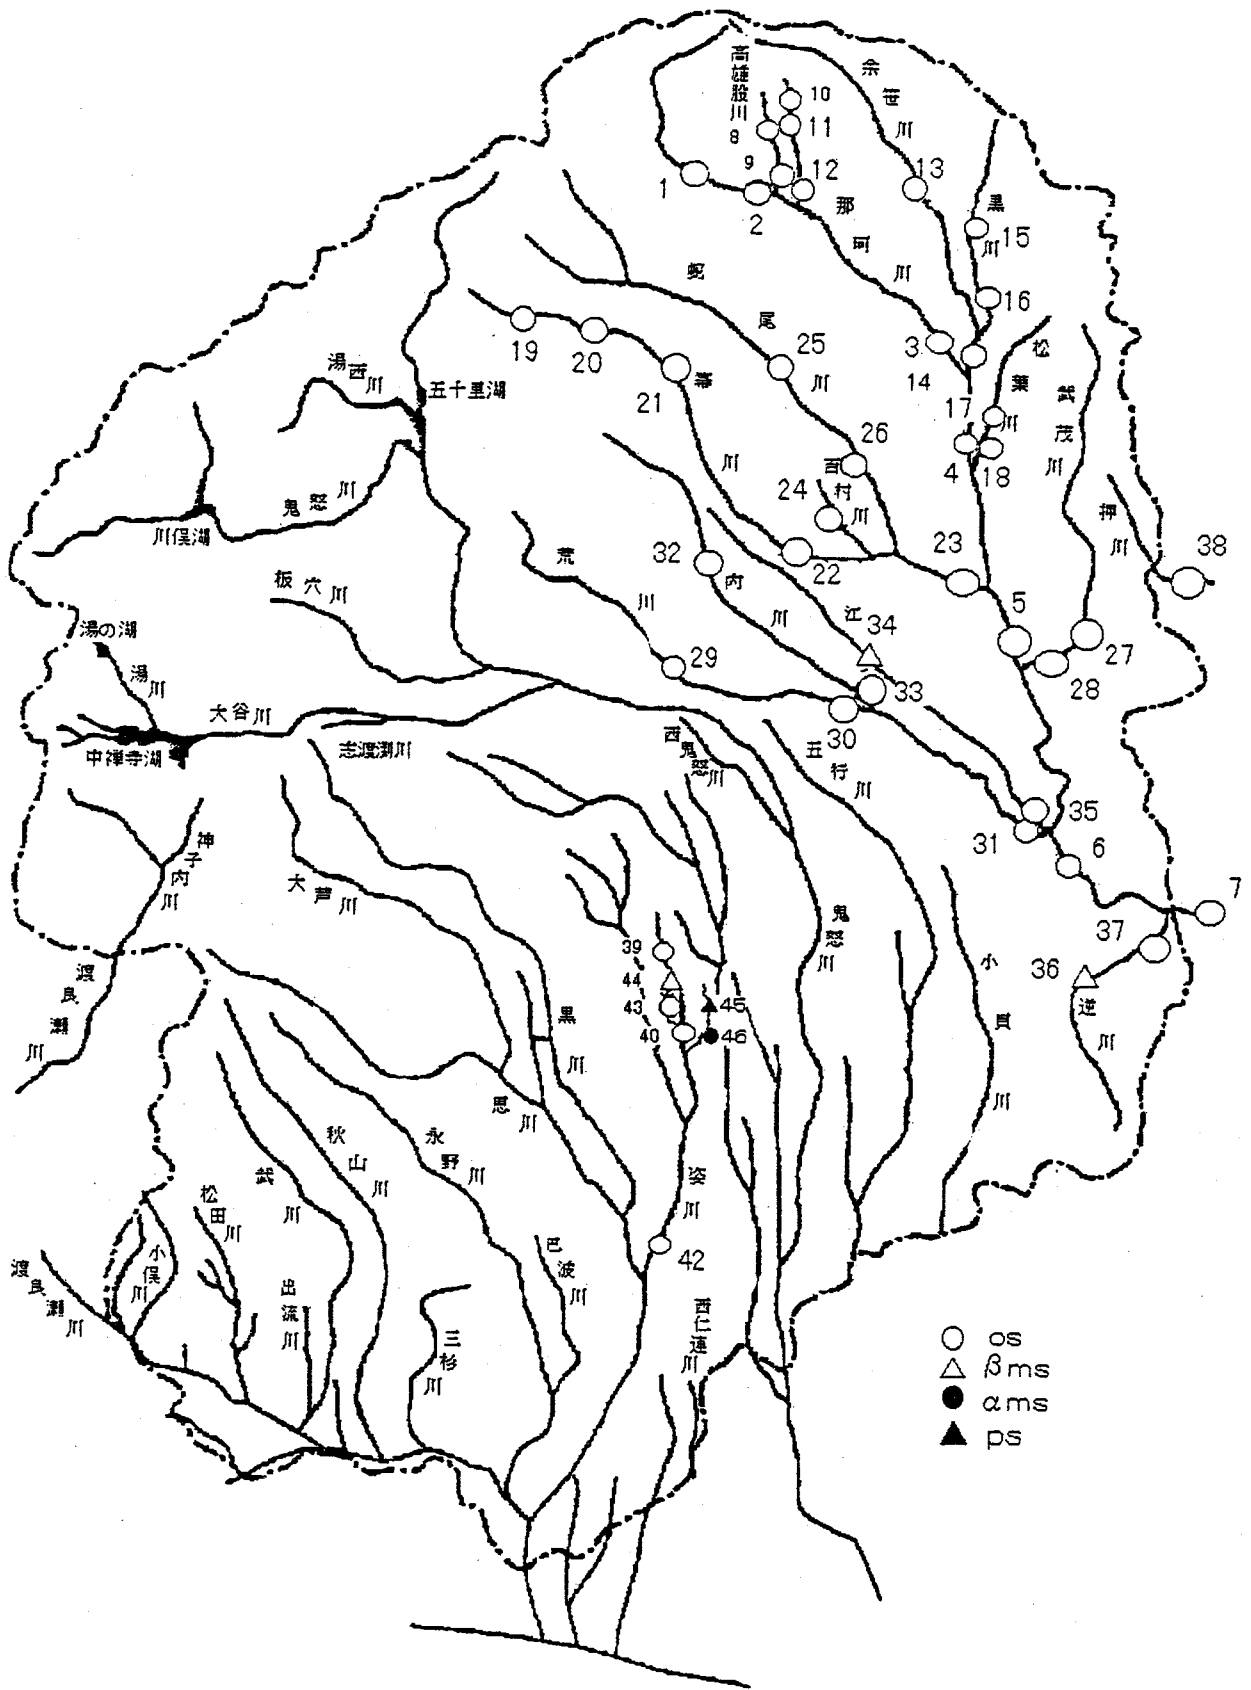 高雄股川
余笹川
10
11
8
9
12
13
1
2
那珂川
黒川
15
16
蛇尾川
3
14
松葉川
武茂川
19
20
21
25
箒川
湯西川
五十里湖
17
4
18
26
百村川
24
押川
鬼怒川
川俣湖
荒川
32
22
23
38
内川
江川
板穴川
5
34
27
28
湯の湖
湯川
29
33
30
大谷川
志渡渕川
中禅寺湖
西鬼怒川
五行川
35
31
6
神子内川
大芦川
7
37
鬼怒川
小貝川
36
逆川
39
44
43
45
40
46
渡良瀬川
黒川
思川
永野川
秋山川
武川
姿川
42
松田川
小俣川
渡良瀬川
出流川
三杉川
巴波川
西仁連川
os
βms
αms
ps